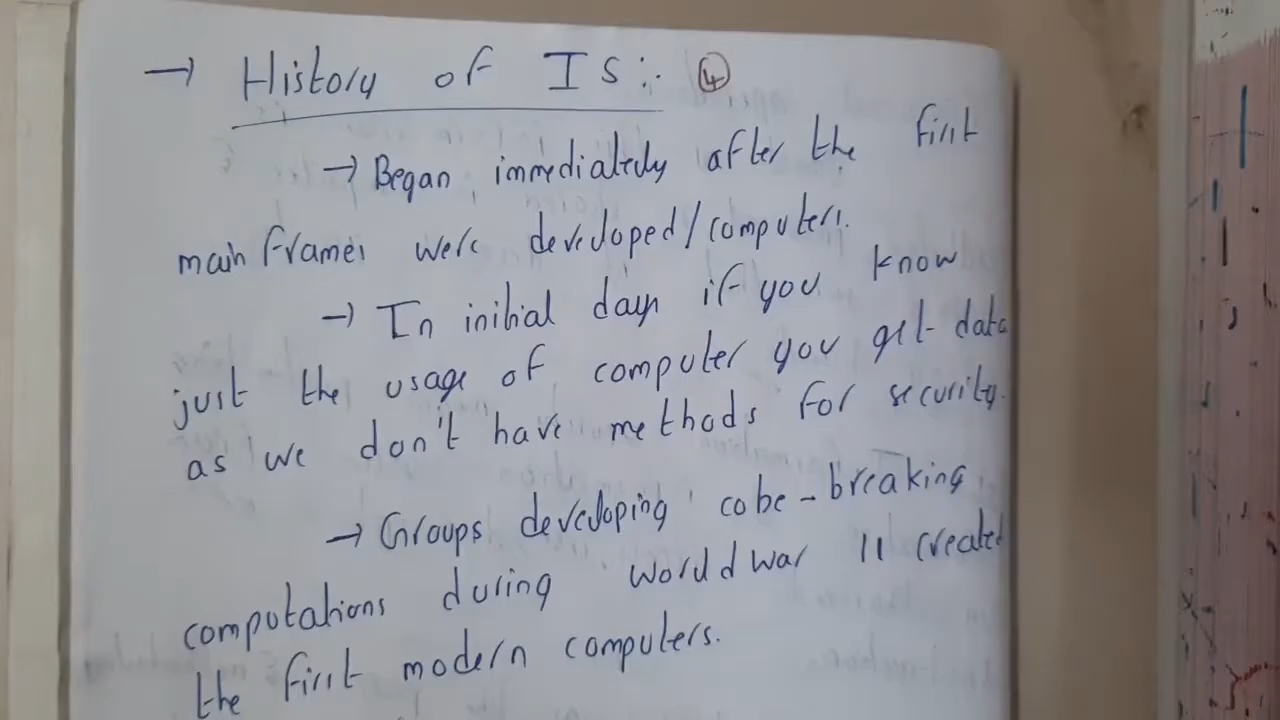 → History of IS:- ④
→ Began immediately after the first
mainframes were developed/computers.
→ In initial days if you know
just the usage of computer you get data
as we don't have methods for security.
→ Groups developing cobe-breaking
computations during world war II created
the first modern computers.